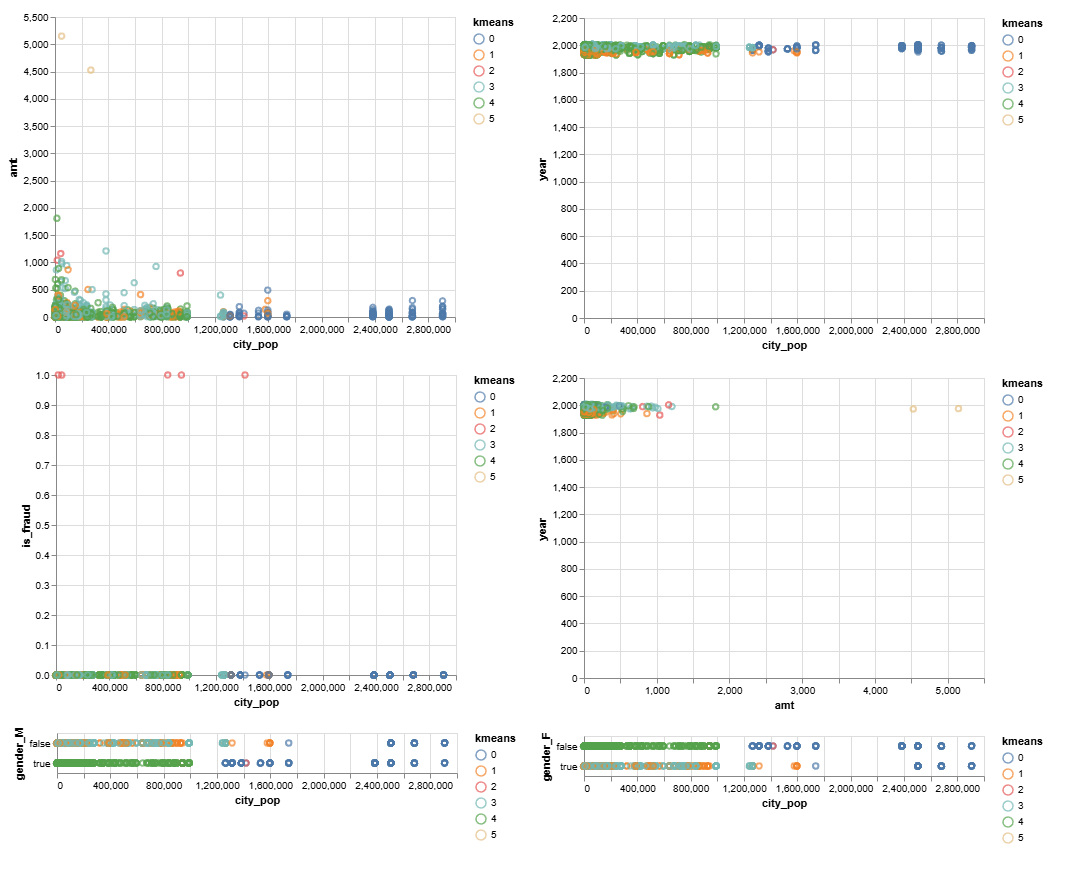 5,500
5,000
4,500
4,000
3,500
3,000
2,500
2,000
1,500
1,000
500
0
amt
0 400,000 800,000 1,200,000 1,600,000 2,000,000 2,400,000 2,800,000
city_pop
kmeans
0
1
2
3
4
5
2,200
2,000
1,800
1,600
1,400
1,200
1,000
800
600
400
200
0
year
0 400,000 800,000 1,200,000 1,600,000 2,000,000 2,400,000 2,800,000
city_pop
kmeans
0
1
2
3
4
5
1.0
0.9
0.8
0.7
0.6
0.5
0.4
0.3
0.2
0.1
0.0
is_fraud
0 400,000 800,000 1,200,000 1,600,000 2,000,000 2,400,000 2,800,000
city_pop
kmeans
0
1
2
3
4
5
2,200
2,000
1,800
1,600
1,400
1,200
1,000
800
600
400
200
0
year
0 1,000 2,000 3,000 4,000 5,000
amt
kmeans
0
1
2
3
4
5
gender_M
false
true
0 400,000 800,000 1,200,000 1,600,000 2,000,000 2,400,000 2,800,000
city_pop
kmeans
0
1
2
3
4
5
gender_F
false
true
0 400,000 800,000 1,200,000 1,600,000 2,000,000 2,400,000 2,800,000
city_pop
kmeans
0
1
2
3
4
5